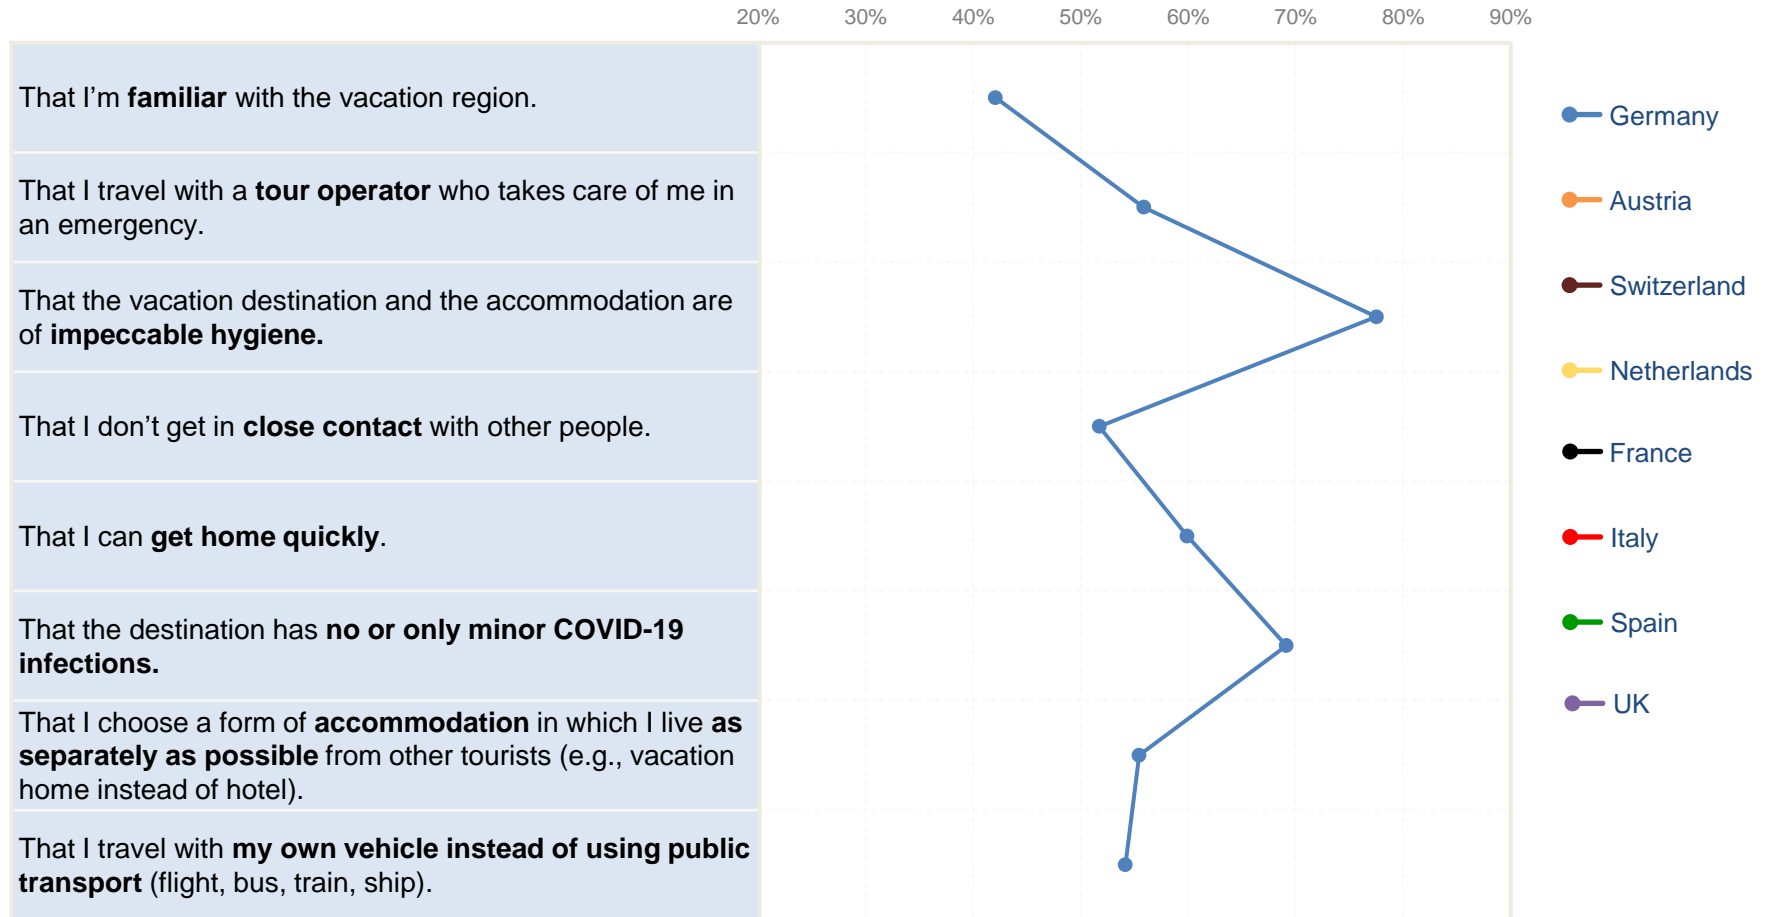 20% 30% 40% 50% 60% 70% 80% 90%
That I’m familiar with the vacation region.
That I travel with a tour operator who takes care of me in
an emergency.
That the vacation destination and the accommodation are
of impeccable hygiene.
That I don’t get in close contact with other people.
That I can get home quickly.
That the destination has no or only minor COVID-19
infections.
That I choose a form of accommodation in which I live as
separately as possible from other tourists (e.g., vacation
home instead of hotel).
That I travel with my own vehicle instead of using public
transport (flight, bus, train, ship).
Germany
Austria
Switzerland
Netherlands
France
Italy
Spain
UK